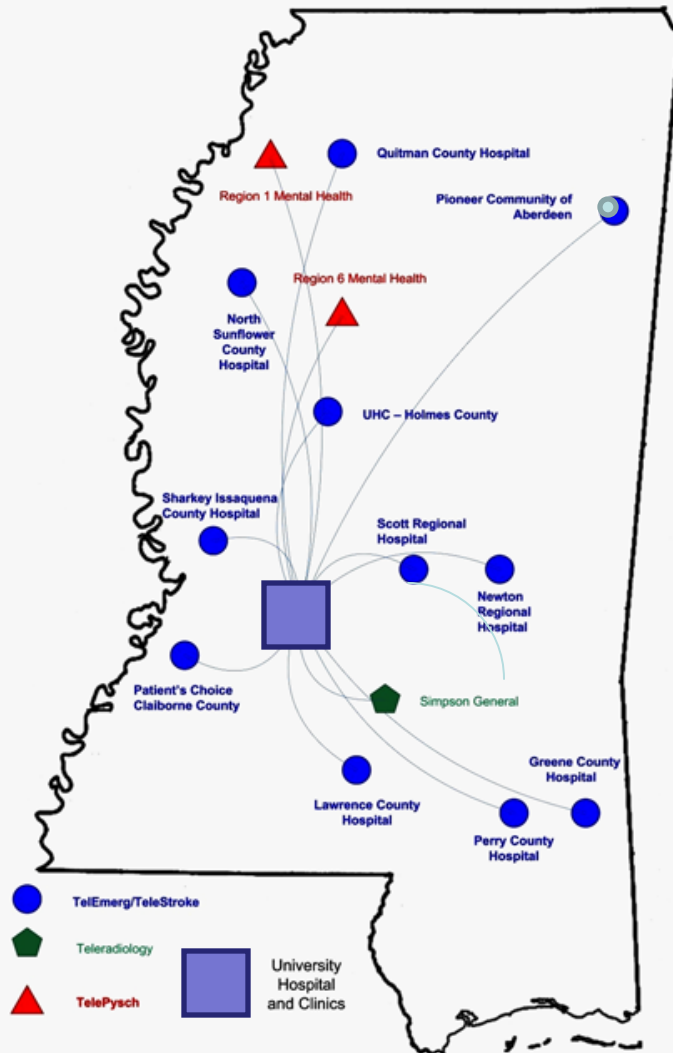 Quitman County Hospital
Region 1 Mental Health
Pioneer Community of
Aberdeen
Region 6 Mental Health
North
Sunflower
County
Hospital
UHC – Holmes County
Sharkey Issaquena
County Hospital
Scott Regional
Hospital
Newton
Regional
Hospital
Patient's Choice
Claiborne County
Simpson General
Greene County
Hospital
Lawrence County
Hospital
Perry County
Hospital
TelEmerg/TeleStroke
Teleradiology
TelePysch
University
Hospital
and Clinics